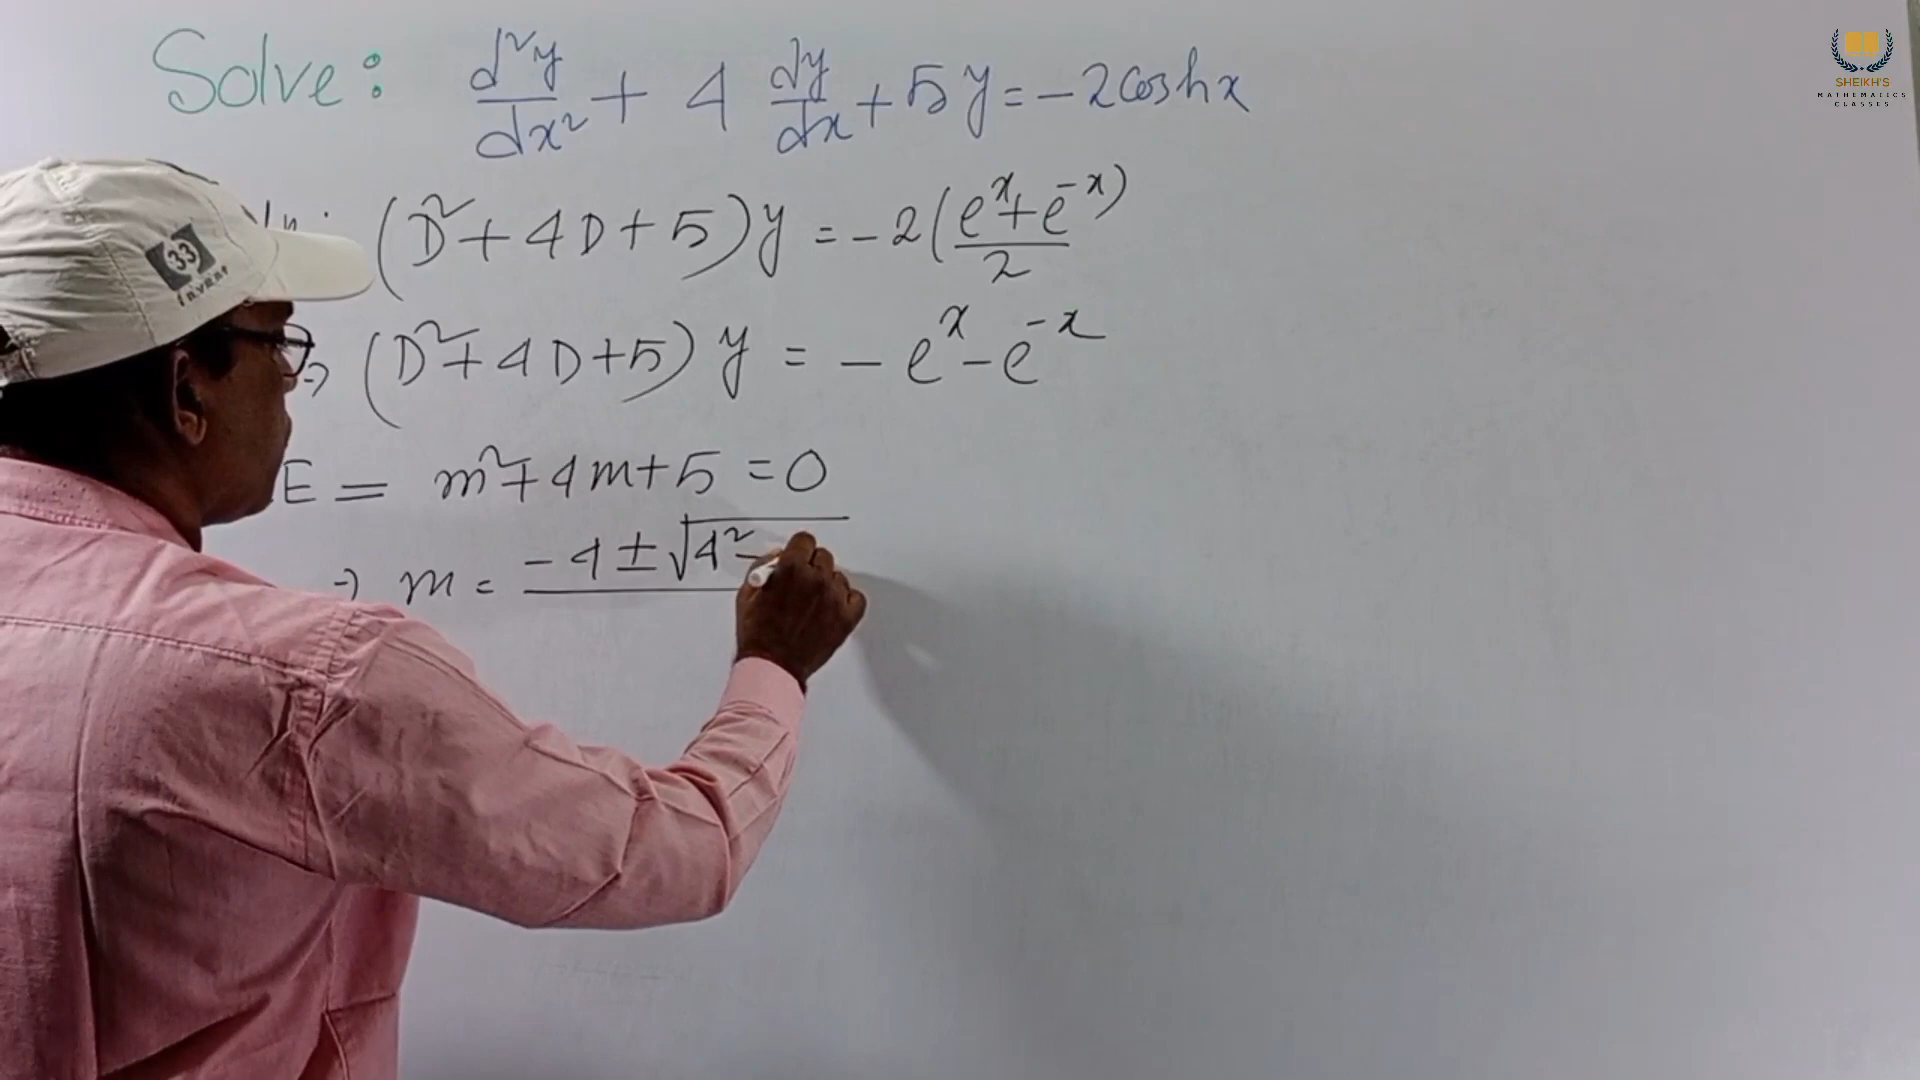 Solve: d²y/dx² + 4 dy/dx + 5y = -2coshx
(D² + 4D + 5)y = -2(eˣ + e⁻ˣ)/2
⇒ (D² + 4D + 5)y = -eˣ - e⁻ˣ
E = m² + 4m + 5 = 0
⇒ m = -4 ± √4² -
(33)
invent
SHEIKH'S
MATHEMATICS
CLASSES